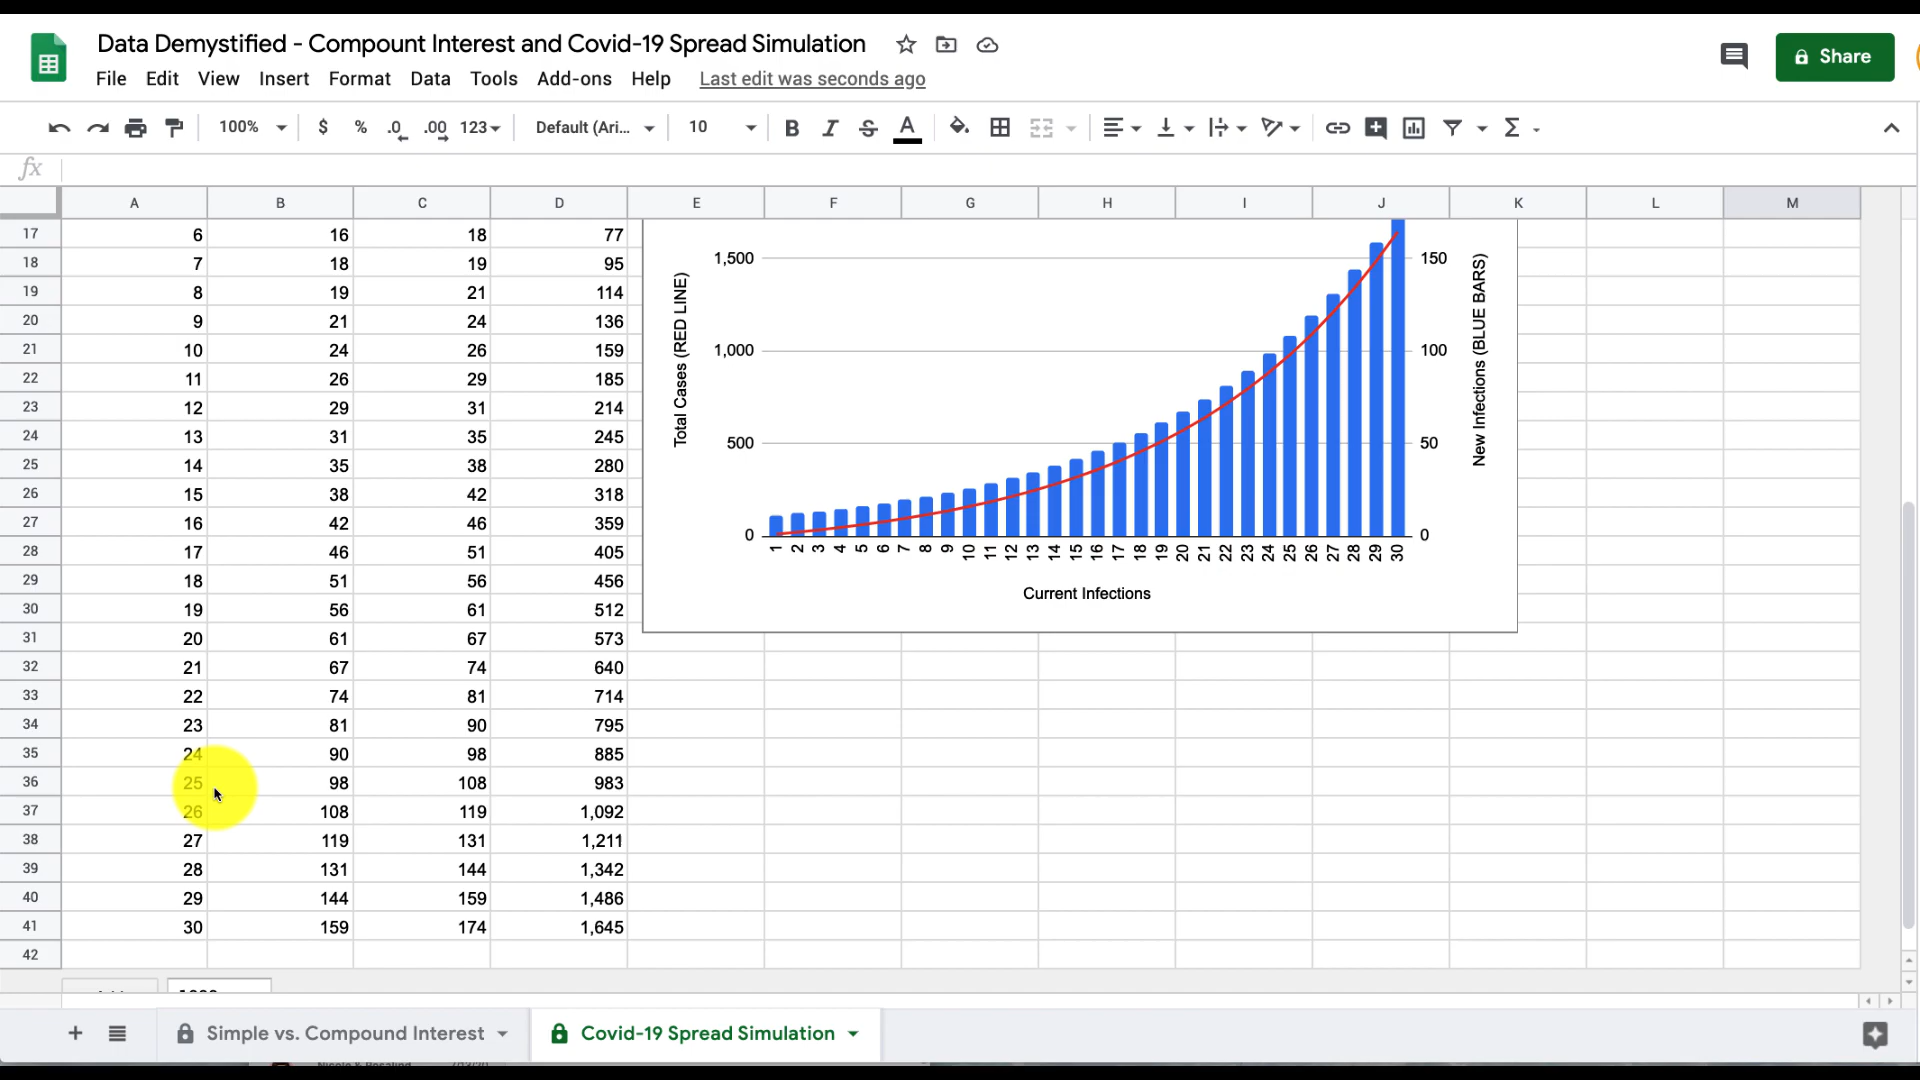 Data Demystified - Compount Interest and Covid-19 Spread Simulation
File Edit View Insert Format Data Tools Add-ons Help Last edit was seconds ago
Share
100% $ % .0 .00 123 Default (Ari... 10 B I S A Σ
fx
A B C D E F G H I J K L M
17 6 16 18 77
18 7 18 19 95
19 8 19 21 114
20 9 21 24 136
21 10 24 26 159
22 11 26 29 185
23 12 29 31 214
24 13 31 35 245
25 14 35 38 280
26 15 38 42 318
27 16 42 46 359
28 17 46 51 405
29 18 51 56 456
30 19 56 61 512
31 20 61 67 573
32 21 67 74 640
33 22 74 81 714
34 23 81 90 795
35 24 90 98 885
36 25 98 108 983
37 26 108 119 1,092
38 27 119 131 1,211
39 28 131 144 1,342
40 29 144 159 1,486
41 30 159 174 1,645
42
Total Cases (RED LINE)
1,500
1,000
500
0
150
100
50
0
New Infections (BLUE BARS)
1 2 3 4 5 6 7 8 9 10 11 12 13 14 15 16 17 18 19 20 21 22 23 24 25 26 27 28 29 30
Current Infections
Simple vs. Compound Interest Covid-19 Spread Simulation